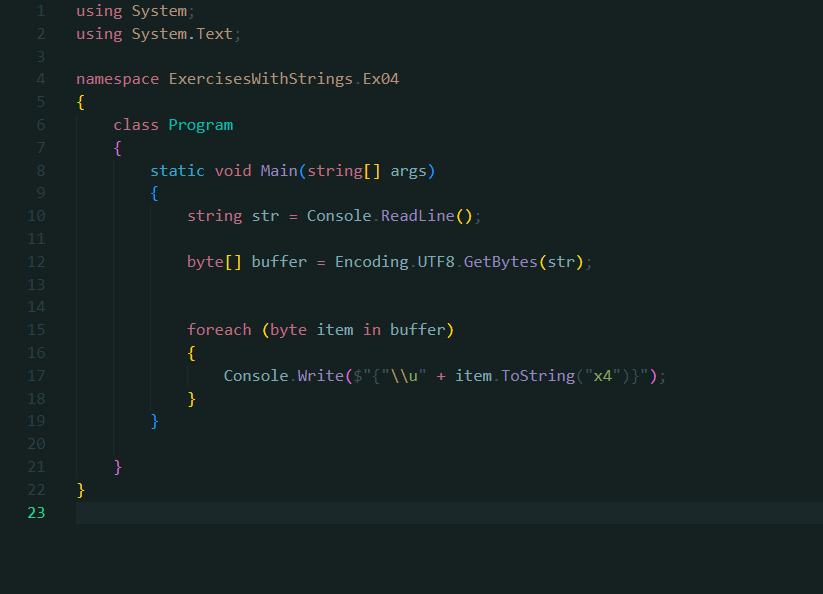 1 using System;
2 using System.Text;
3
4 namespace ExercisesWithStrings.Ex04
5 {
6     class Program
7     {
8         static void Main(string[] args)
9         {
10             string str = Console.ReadLine();
11
12             byte[] buffer = Encoding.UTF8.GetBytes(str);
13
14
15             foreach (byte item in buffer)
16             {
17                 Console.Write($"{"\\u" + item.ToString("x4")}");
18             }
19         }
20
21     }
22 }
23